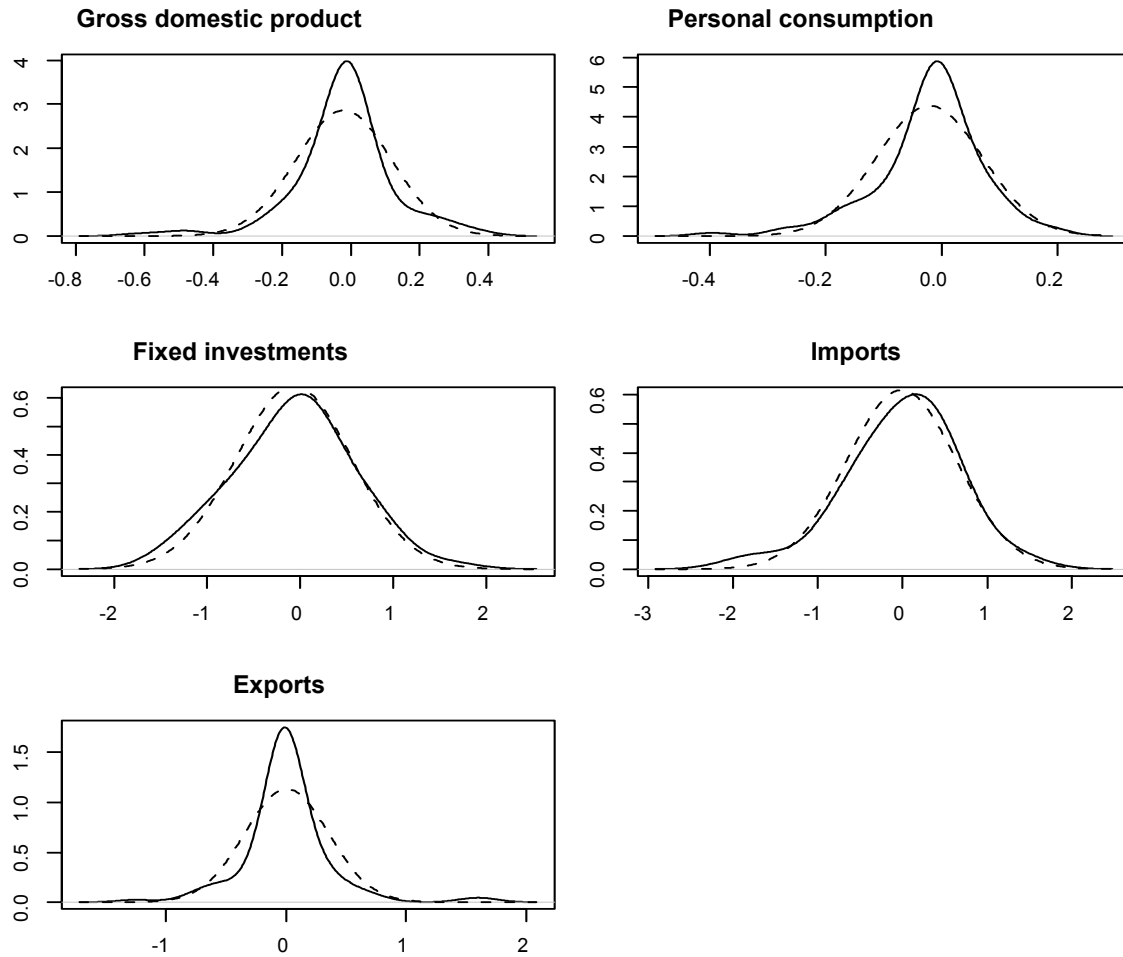 Gross domestic product
4
3
2
1
0
-0.8 -0.6 -0.4 -0.2 0.0 0.2 0.4
Personal consumption
6
5
4
3
2
1
0
-0.4 -0.2 0.0 0.2
Fixed investments
0.6
0.4
0.2
0.0
-2 -1 0 1 2
Imports
0.6
0.4
0.2
0.0
-3 -2 -1 0 1 2
Exports
1.5
1.0
0.5
0.0
-1 0 1 2